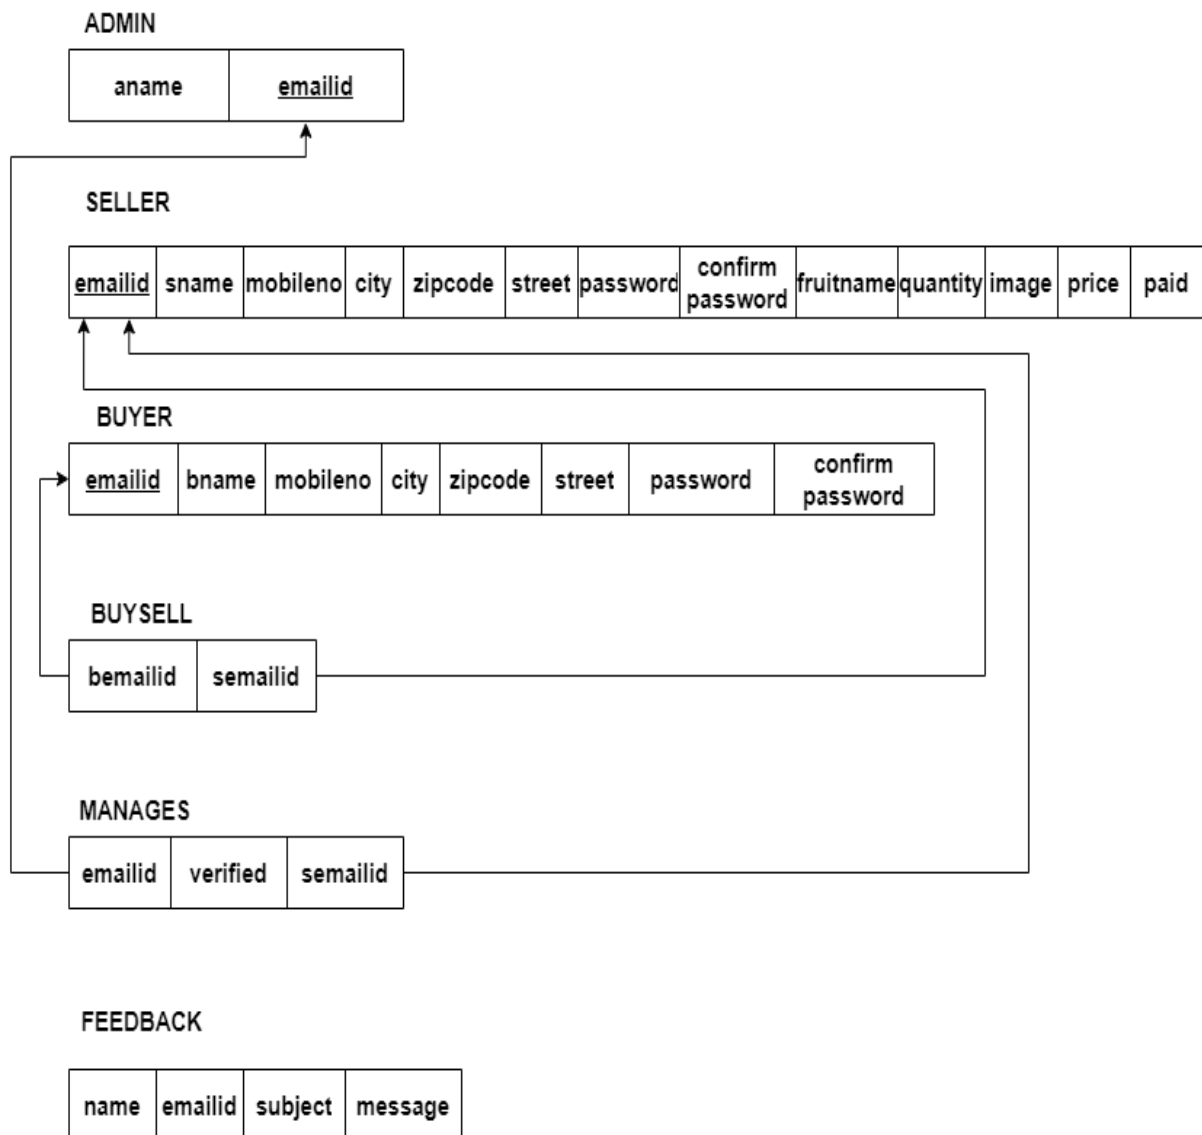 ADMIN
aname emailid
SELLER
emailid sname mobileno city zipcode street password confirm password fruitname quantity image price paid
BUYER
emailid bname mobileno city zipcode street password confirm password
BUYSELL
bemailid semailid
MANAGES
emailid verified semailid
FEEDBACK
name emailid subject message